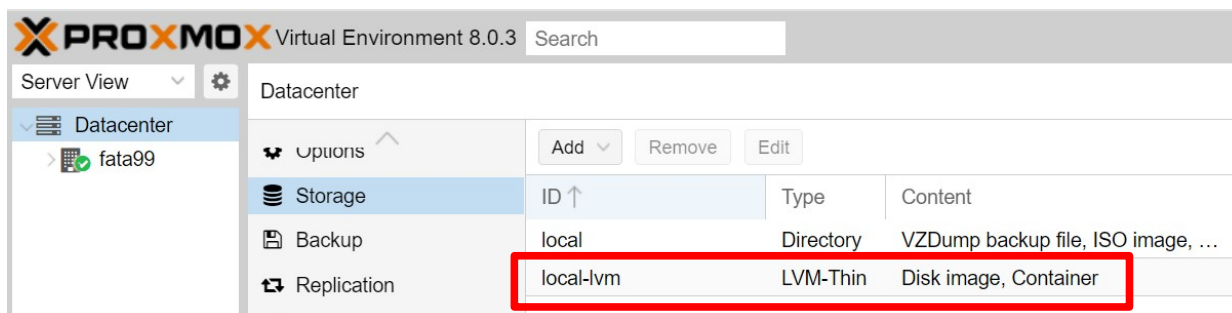 PROXMOX Virtual Environment 8.0.3 Search
Server View
Datacenter
Datacenter
fata99
Options
Add Remove Edit
Storage
ID Type Content
Backup
local Directory VZDump backup file, ISO image, …
Replication
local-lvm LVM-Thin Disk image, Container